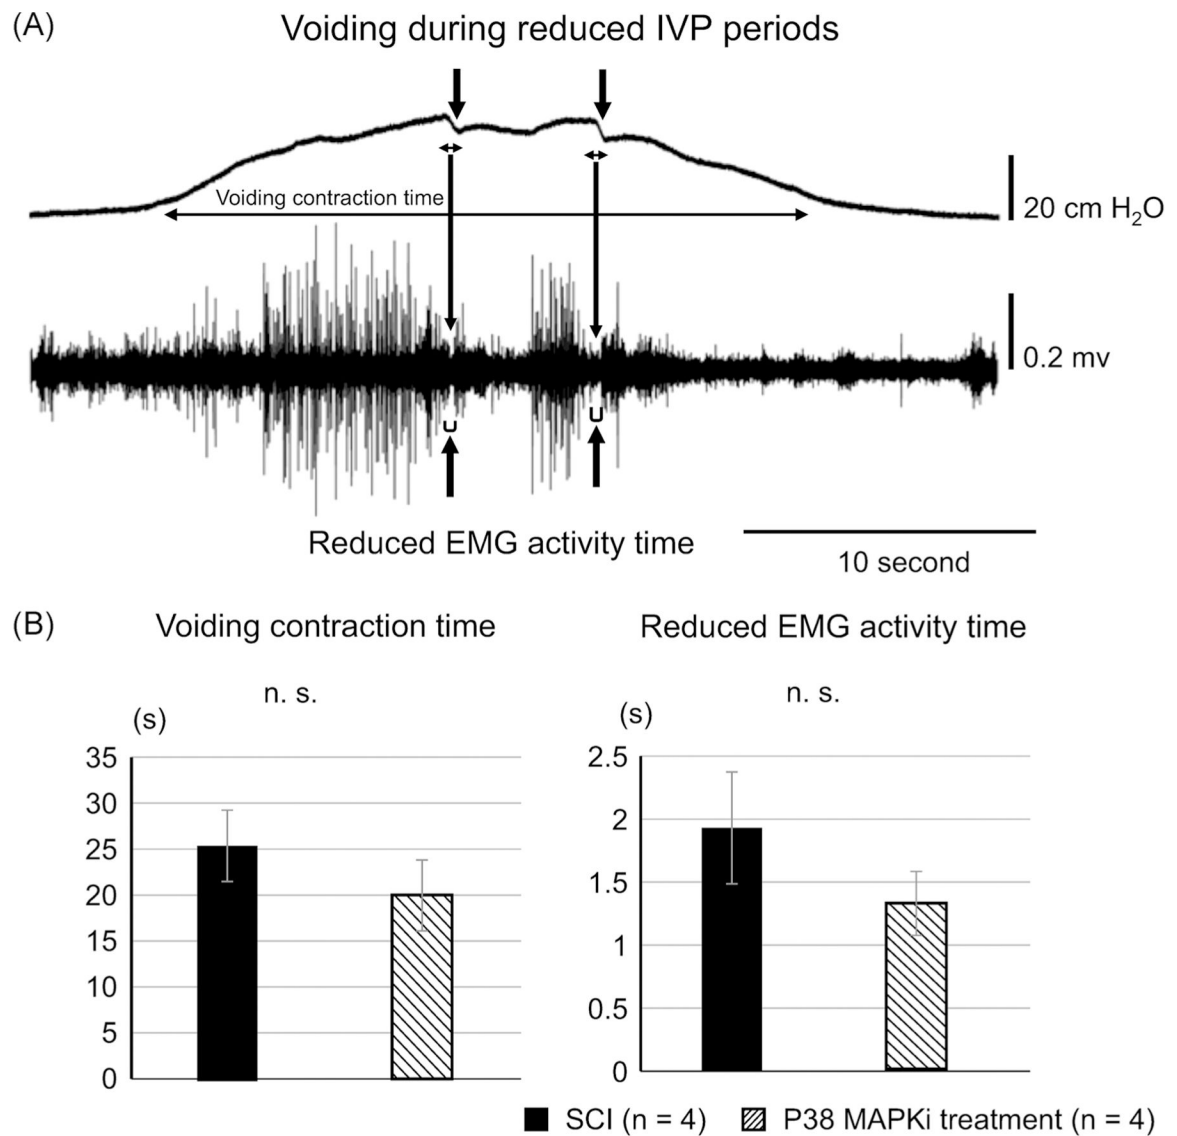 (A)
Voiding during reduced IVP periods
Voiding contraction time
20 cm H₂O
0.2 mv
Reduced EMG activity time
10 second
(B)
Voiding contraction time
Reduced EMG activity time
n. s.
n. s.
(s)
(s)
35
30
25
20
15
10
5
0
2.5
2
1.5
1
0.5
0
SCI (n = 4)
P38 MAPKi treatment (n = 4)